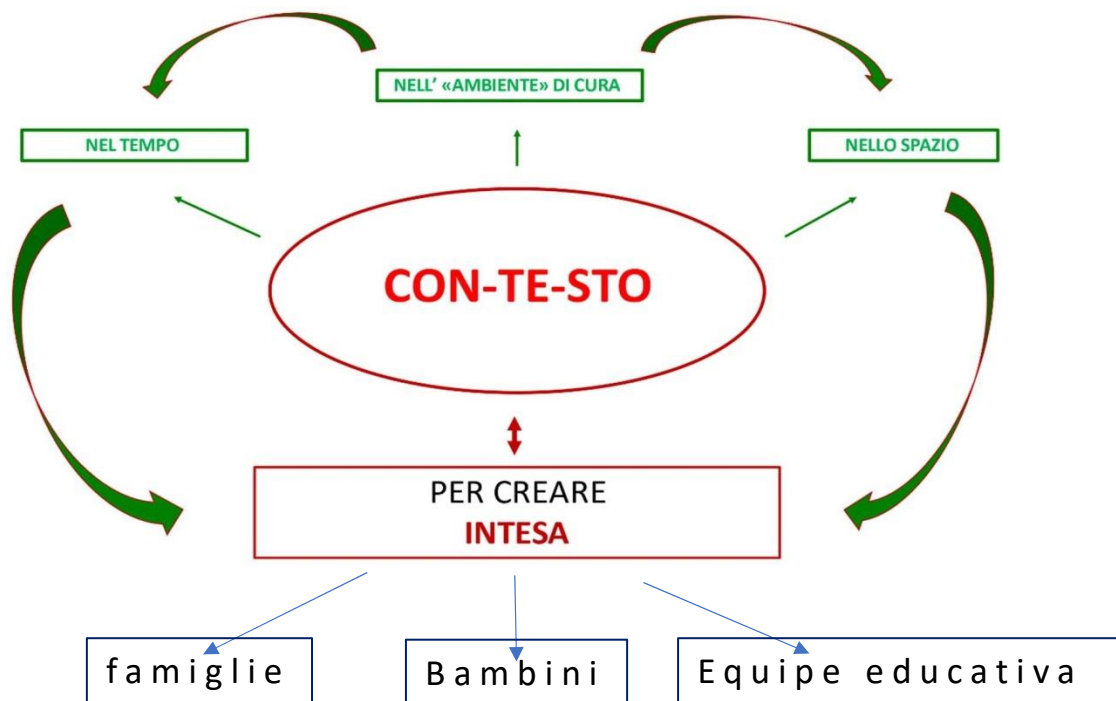 NELL' «AMBIENTE» DI CURA
NEL TEMPO
NELLO SPAZIO
CON-TE-STO
PER CREARE
INTESA
famiglie
Bambini
Equipe educativa